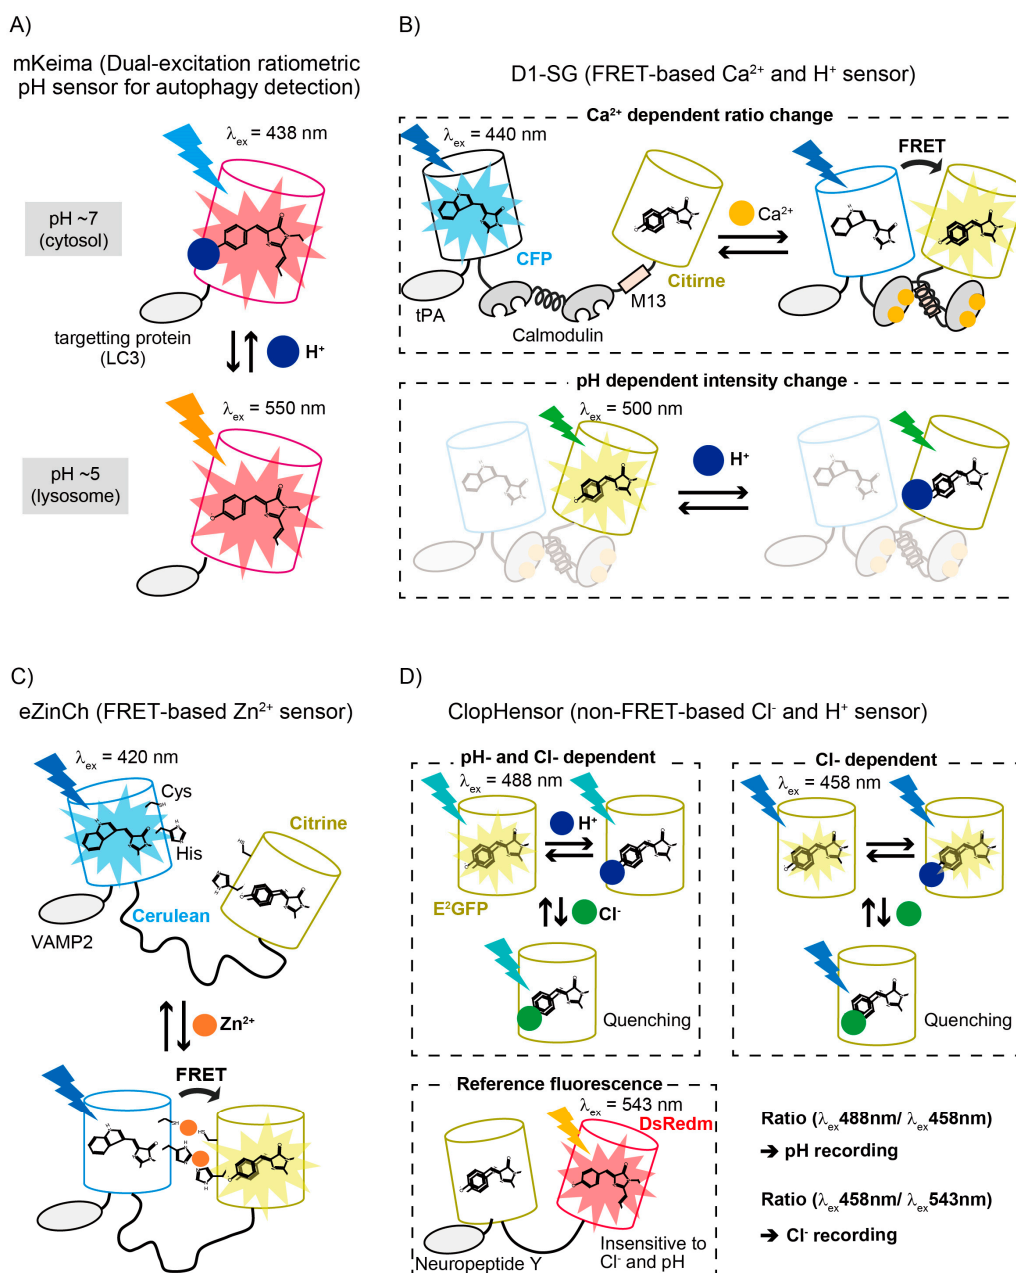 A)
mKeima (Dual-excitation ratiometric
pH sensor for autophagy detection)
λex = 438 nm
pH ~7
(cytosol)
targetting protein
(LC3)
H⁺
λex = 550 nm
pH ~5
(lysosome)
B)
D1-SG (FRET-based Ca²⁺ and H⁺ sensor)
Ca²⁺ dependent ratio change
λex = 440 nm
FRET
Ca²⁺
CFP
Citirne
tPA
M13
Calmodulin
pH dependent intensity change
λex = 500 nm
H⁺
C)
eZinCh (FRET-based Zn²⁺ sensor)
λex = 420 nm
Cys
SH
Citrine
HS
His
Cerulean
VAMP2
Zn²⁺
FRET
SH
HS
D)
ClopHensor (non-FRET-based Cl⁻ and H⁺ sensor)
pH- and Cl- dependent
λex = 488 nm
H⁺
E²GFP
Cl⁻
Quenching
Cl- dependent
λex = 458 nm
Quenching
Reference fluorescence
λex = 543 nm
DsRedm
Neuropeptide Y
Insensitive to
Cl⁻ and pH
Ratio (λex488nm/ λex458nm)
➔ pH recording
Ratio (λex458nm/ λex543nm)
➔ Cl⁻ recording